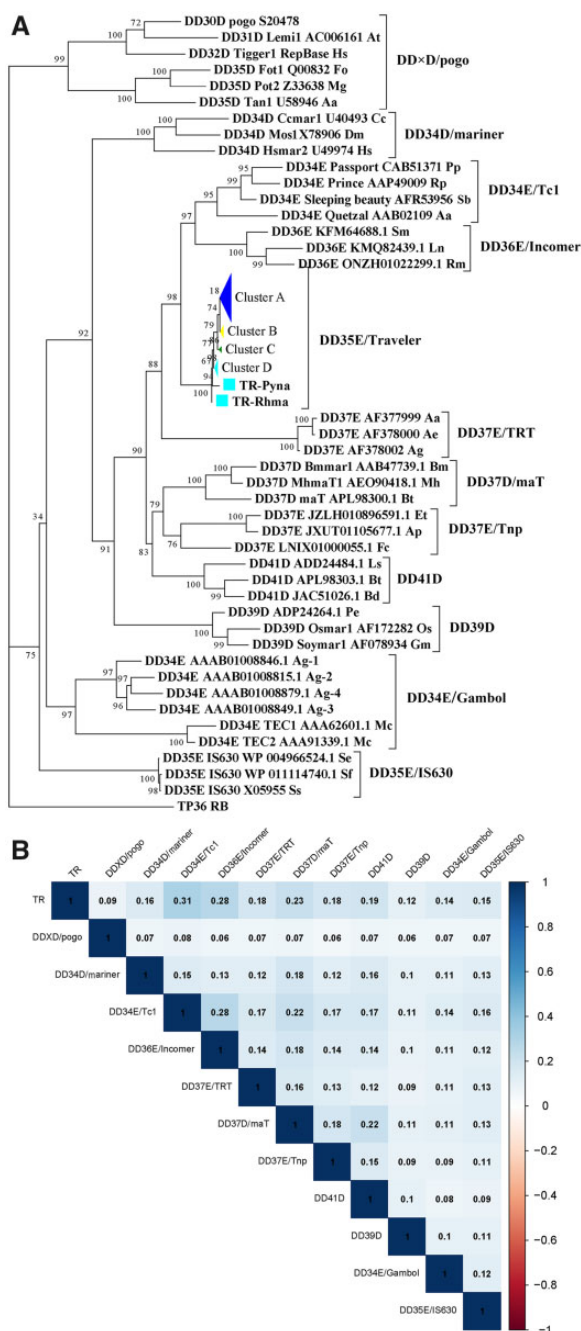 A
DD30D pogo S20478
DD31D Lemi1 AC006161 At
DD32D Tigger1 RepBase Hs
DD35D Fot1 Q00832 Fo
DD35D Pot2 Z33638 Mg
DD35D Tan1 U58946 Aa
DD×D/pogo
DD34D Ccmar1 U40493 Cc
DD34D Mos1X78906 Dm
DD34D Hsmar2 U49974 Hs
DD34D/mariner
DD34E Passport CAB51371 Pp
DD34E Prince AAP49009 Rp
DD34E Sleeping beauty AFR53956 Sb
DD34E Quetzal AAB02109 Aa
DD34E/Tc1
DD36E KFM64688.1 Sm
DD36E KMQ82439.1 Ln
DD36E ONZH01022299.1 Rm
DD36E/Incomer
Cluster A
Cluster B
Cluster C
Cluster D
TR-Pyna
TR-Rhma
DD35E/Traveler
DD37E AF377999 Aa
DD37E AF378000 Ae
DD37E AF378002 Ag
DD37E/TRT
DD37D Bmmar1 AAB47739.1 Bm
DD37D MhmaT1 AEO90418.1 Mh
DD37D maT APL98300.1 Bt
DD37D/maT
DD37E JZLH010896591.1 Et
DD37E JXUT01105677.1 Ap
DD37E LNIX01000055.1 Fc
DD37E/Tnp
DD41D ADD24484.1 Ls
DD41D APL98303.1 Bt
DD41D JAC51026.1 Bd
DD41D
DD39D ADP24264.1 Pe
DD39D Osmar1 AF172282 Os
DD39D Soymar1 AF078934 Gm
DD39D
DD34E AAAB01008846.1 Ag-1
DD34E AAAB01008815.1 Ag-2
DD34E AAAB01008879.1 Ag-4
DD34E AAAB01008849.1 Ag-3
DD34E TEC1 AAA62601.1 Mc
DD34E TEC2 AAA91339.1 Mc
DD34E/Gambol
DD35E IS630 WP 004966524.1 Se
DD35E IS630 WP 011114740.1 Sf
DD35E IS630 X05955 Ss
DD35E/IS630
TP36 RB
72
100
99
100
100
100
100
95
99
100
95
97
100
99
98
18
74
79
77
67
94
100
92
88
100
100
100
90
79
100
76
83
34
91
100
99
100
99
75
97
97
96
97
100
100
98
B
TR DDXD/pogo DD34D/mariner DD34E/Tc1 DD36E/Incomer DD37E/TRT DD37D/maT DD37E/Tnp DD41D DD39D DD34E/Gambol DD35E/IS630
TR 1 0.09 0.16 0.31 0.28 0.18 0.23 0.18 0.19 0.12 0.14 0.15
DDXD/pogo 1 0.07 0.08 0.06 0.07 0.07 0.06 0.07 0.06 0.07 0.07
DD34D/mariner 1 0.15 0.13 0.12 0.18 0.12 0.16 0.1 0.11 0.13
DD34E/Tc1 1 0.28 0.17 0.22 0.17 0.17 0.11 0.14 0.16
DD36E/Incomer 1 0.14 0.18 0.14 0.14 0.1 0.11 0.12
DD37E/TRT 1 0.16 0.13 0.12 0.09 0.11 0.13
DD37D/maT 1 0.18 0.22 0.11 0.11 0.13
DD37E/Tnp 1 0.15 0.09 0.09 0.11
DD41D 1 0.1 0.08 0.09
DD39D 1 0.1 0.11
DD34E/Gambol 1 0.12
DD35E/IS630 1
1
0.8
0.6
0.4
0.2
0
-0.2
-0.4
-0.6
-0.8
-1